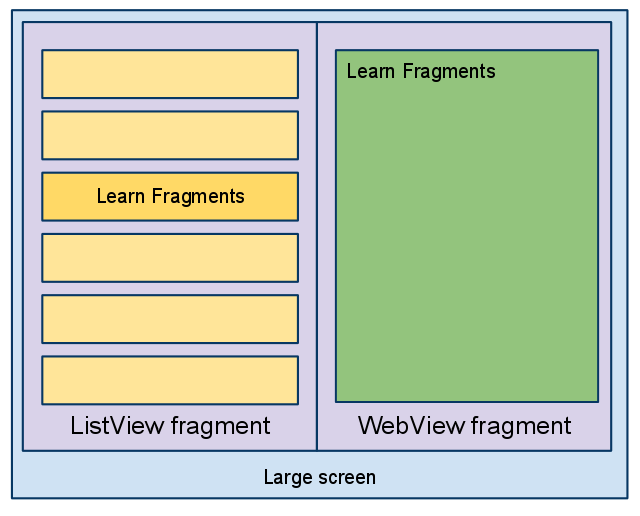 Learn Fragments
Learn Fragments
ListView fragment
WebView fragment
Large screen